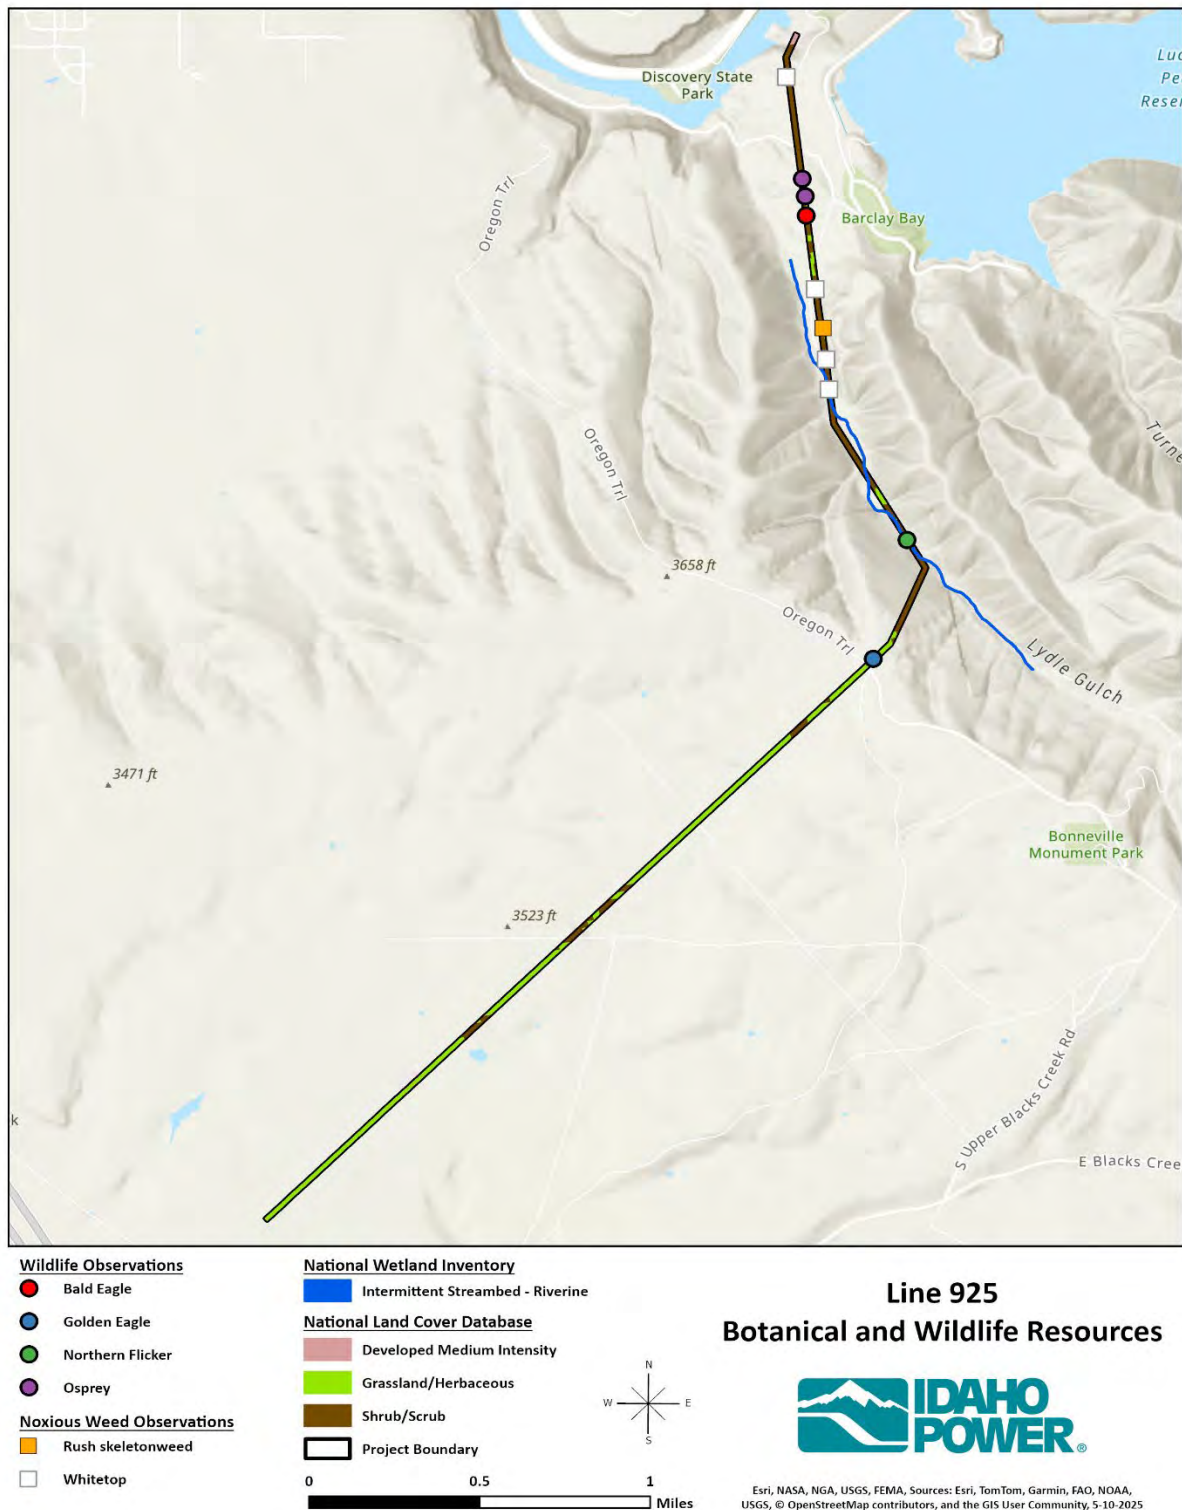 Discovery State
Park
Luc
Pe
Reser
Oregon Trl
Barclay Bay
Turne
Oregon Trl
3658 ft
Oregon Trl
Lydle Gulch
3471 ft
Bonneville
Monument Park
3523 ft
S Upper Blacks Creek Rd
k
E Blacks Cree
Wildlife Observations
Bald Eagle
Golden Eagle
Northern Flicker
Osprey
Noxious Weed Observations
Rush skeletonweed
Whitetop
National Wetland Inventory
Intermittent Streambed - Riverine
National Land Cover Database
Developed Medium Intensity
Grassland/Herbaceous
Shrub/Scrub
Project Boundary
0 0.5 1
Miles
N
W E
S
Line 925
Botanical and Wildlife Resources
IDAHO
POWER®
Esri, NASA, NGA, USGS, FEMA, Sources: Esri, TomTom, Garmin, FAO, NOAA,
USGS, © OpenStreetMap contributors, and the GIS User Community, 5-10-2025